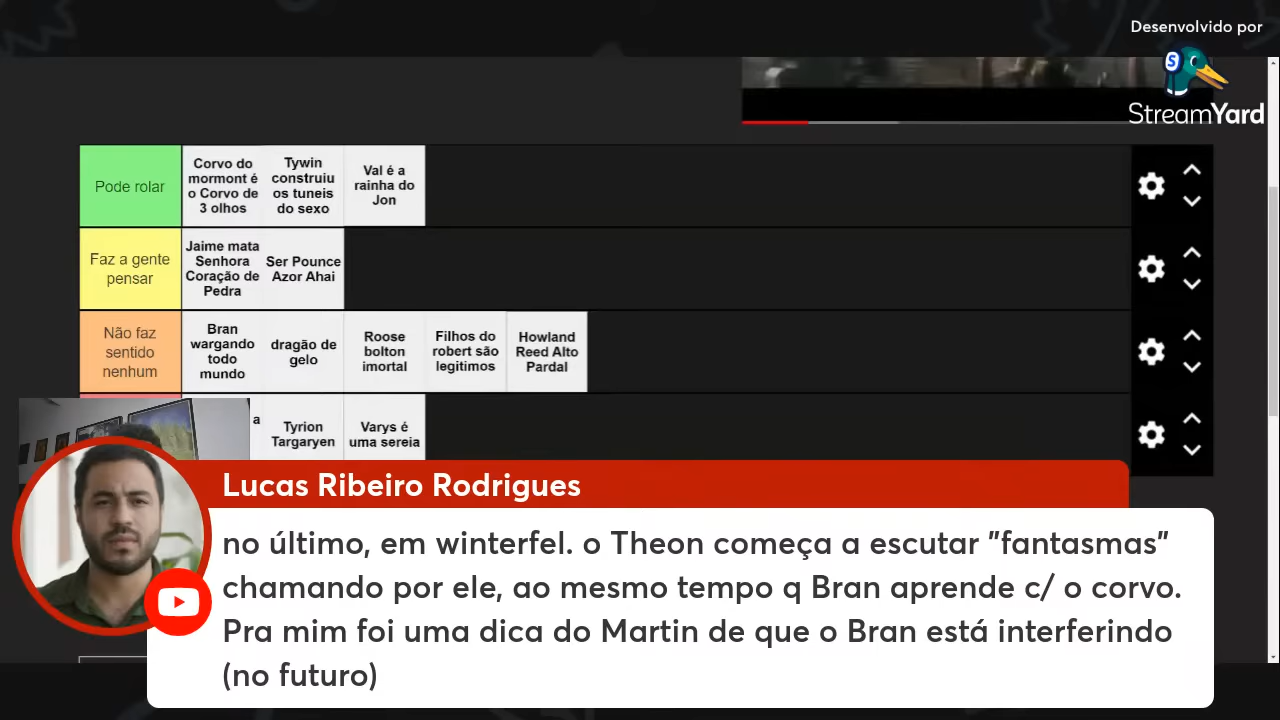 Desenvolvido por
StreamYard
Pode rolar
Corvo do
mormont é
o Corvo de
3 olhos
Tywin
construiu
os tuneis
do sexo
Val é a
rainha do
Jon
Faz a gente
pensar
Jaime mata
Senhora
Coração de
Pedra
Ser Pounce
Azor Ahai
Não faz
sentido
nenhum
Bran
wargando
todo
mundo
dragão de
gelo
Roose
bolton
imortal
Filhos do
robert são
legitimos
Howland
Reed Alto
Pardal
a
Tyrion
Targaryen
Varys é
uma sereia
Lucas Ribeiro Rodrigues
no último, em winterfel. o Theon começa a escutar "fantasmas"
chamando por ele, ao mesmo tempo q Bran aprende c/ o corvo.
Pra mim foi uma dica do Martin de que o Bran está interferindo
(no futuro)